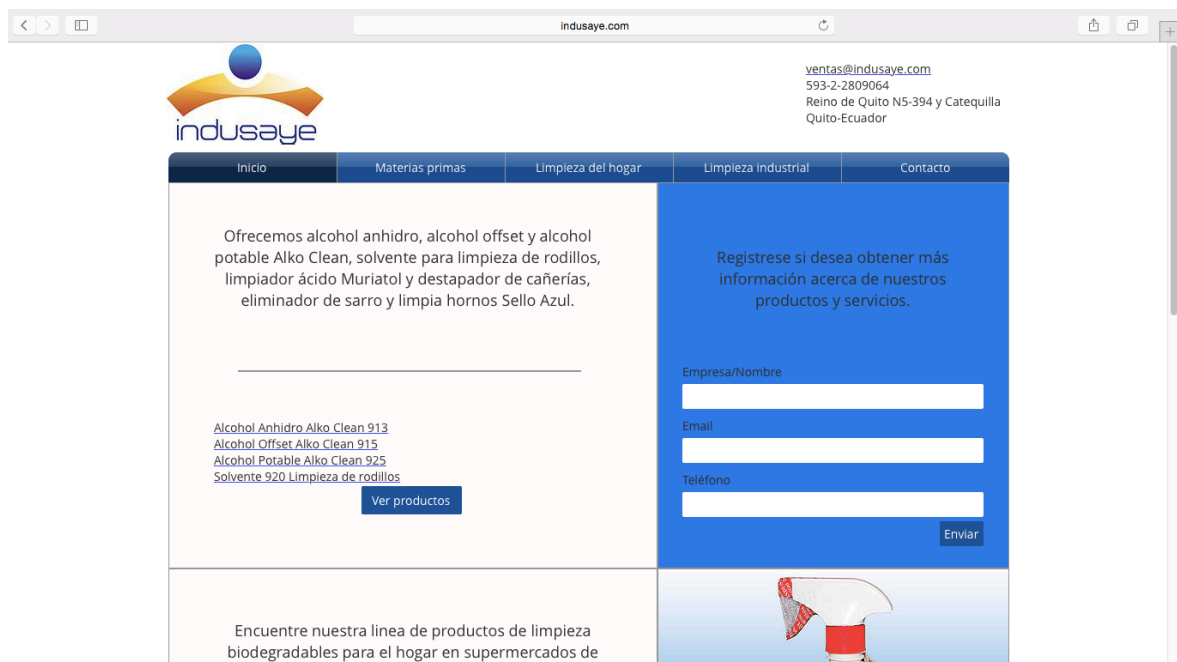 indusaye.com
indusaye
ventas@indusaye.com
593-2-2809064
Reino de Quito N5-394 y Catequilla
Quito-Ecuador
Inicio
Materias primas
Limpieza del hogar
Limpieza industrial
Contacto
Ofrecemos alcohol anhidro, alcohol offset y alcohol
potable Alko Clean, solvente para limpieza de rodillos,
limpiador ácido Muriatol y destapador de cañerías,
eliminador de sarro y limpia hornos Sello Azul.
Alcohol Anhidro Alko Clean 913
Alcohol Offset Alko Clean 915
Alcohol Potable Alko Clean 925
Solvente 920 Limpieza de rodillos
Ver productos
Registrese si desea obtener más
información acerca de nuestros
productos y servicios.
Empresa/Nombre
Email
Teléfono
Enviar
Encuentre nuestra linea de productos de limpieza
biodegradables para el hogar en supermercados de